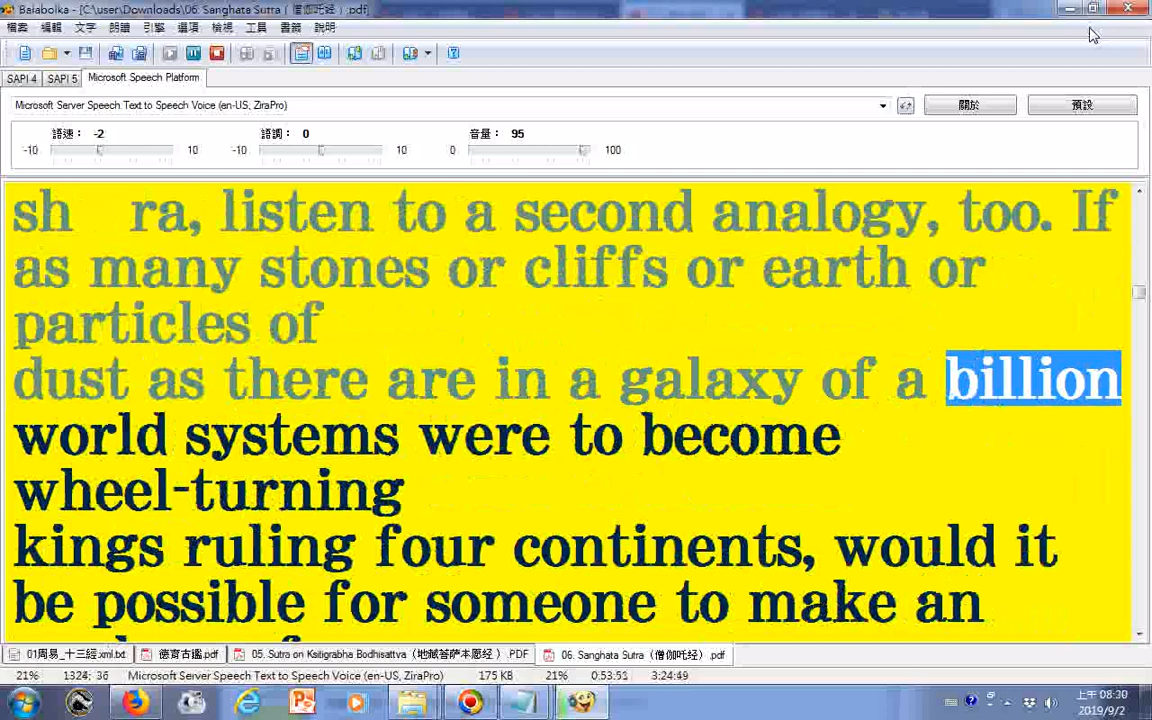 Balabolka - [C:\user\Downloads\06. Sanghata Sutra（僧伽吒经）.pdf]
檔案 編輯 文字 朗讀 引擎 選項 檢視 工具 書籤 說明
SAPI 4 SAPI 5 Microsoft Speech Platform
Microsoft Server Speech Text to Speech Voice (en-US, ZiraPro) 關於 預設
語速： -2 語調： 0 音量： 95
-10 10 -10 10 0 100
sh ra, listen to a second analogy, too. If
as many stones or cliffs or earth or
particles of
dust as there are in a galaxy of a billion
world systems were to become
wheel-turning
kings ruling four continents, would it
be possible for someone to make an
01周易_十三經.xml.txt 德育古鑑.pdf 05. Sutra on Ksitigrabha Bodhisattva（地藏菩萨本愿经）.PDF 06. Sanghata Sutra（僧伽吒经）.pdf
21% 1324; 36 Microsoft Server Speech Text to Speech Voice (en-US, ZiraPro) 175 KB 21% 0:53:51 3:24:49
上午 08:30
2019/9/2